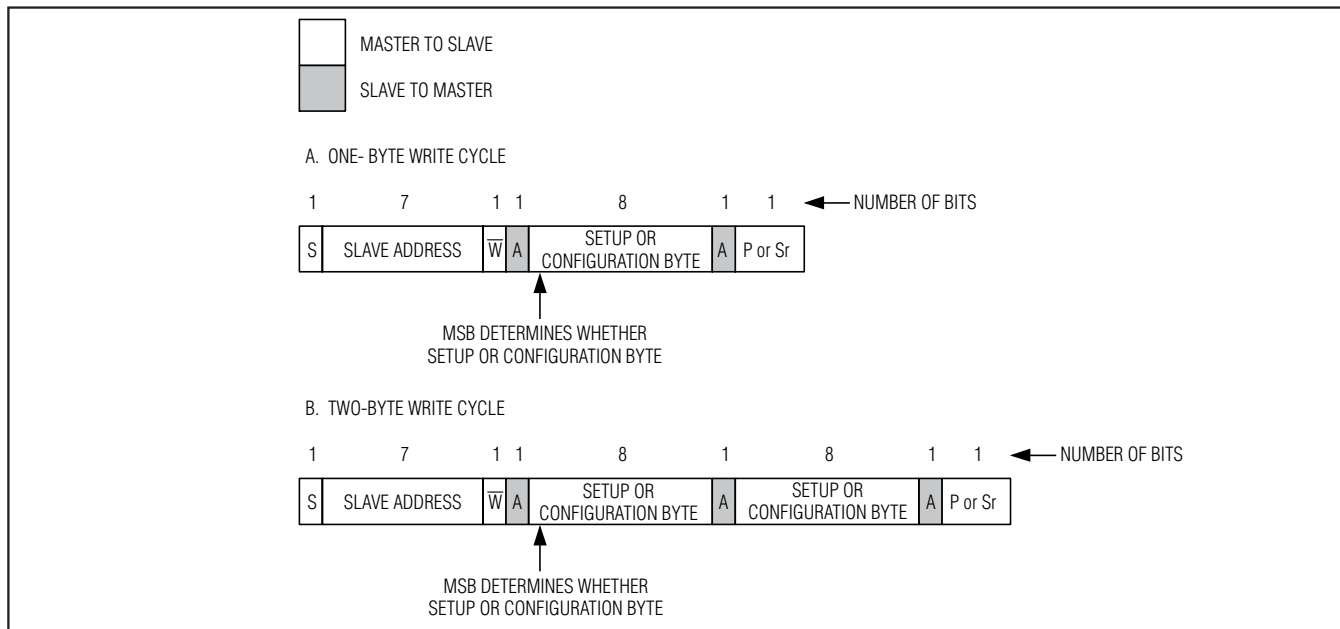 MASTER TO SLAVE
SLAVE TO MASTER
A. ONE- BYTE WRITE CYCLE
1 7 1 1 8 1 1 NUMBER OF BITS
S SLAVE ADDRESS W̅ A SETUP OR CONFIGURATION BYTE A P or Sr
MSB DETERMINES WHETHER
SETUP OR CONFIGURATION BYTE
B. TWO-BYTE WRITE CYCLE
1 7 1 1 8 1 8 1 1 NUMBER OF BITS
S SLAVE ADDRESS W̅ A SETUP OR CONFIGURATION BYTE A SETUP OR CONFIGURATION BYTE A P or Sr
MSB DETERMINES WHETHER
SETUP OR CONFIGURATION BYTE